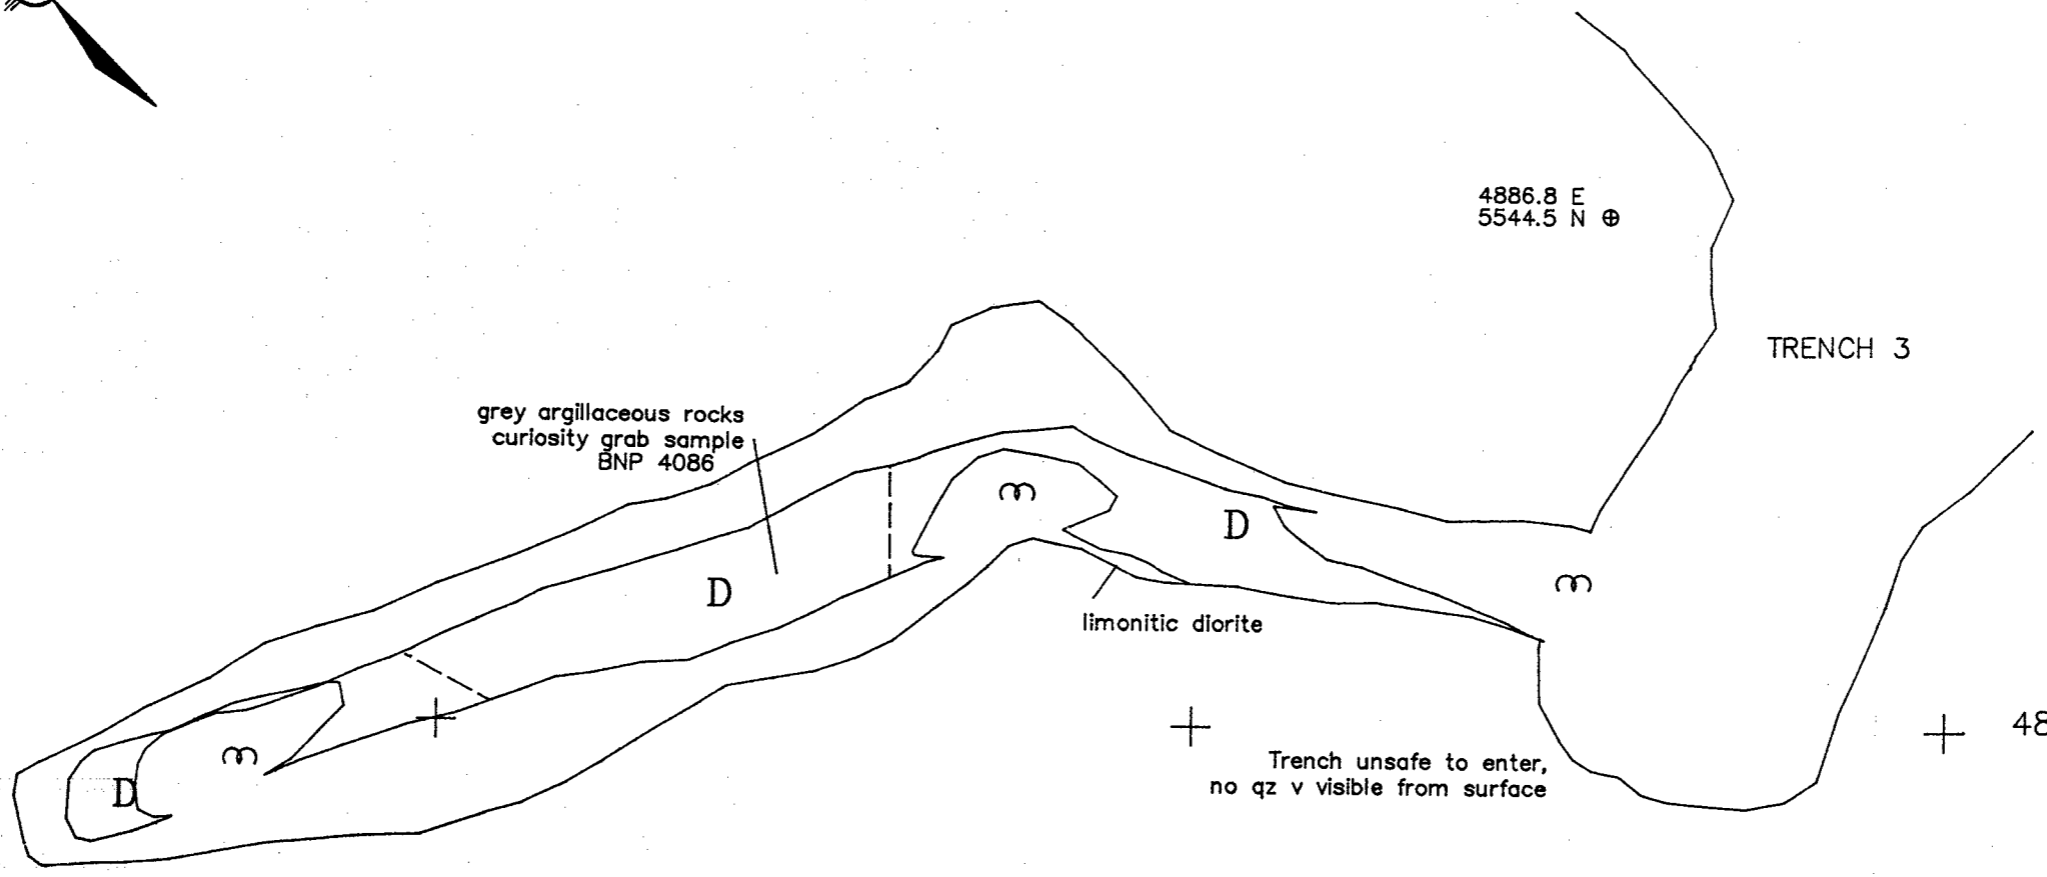 4886.8 E
5544.5 N ⊕
TRENCH 3
grey argillaceous rocks
curiosity grab sample
BNP 4086
D
D
D
limonitic diorite
48
Trench unsafe to enter,
no qz v visible from surface